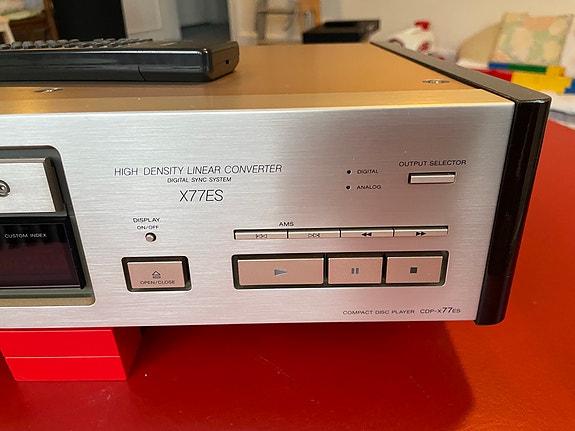 HIGH DENSITY LINEAR CONVERTER
DIGITAL SYNC SYSTEM
X77ES
DIGITAL
ANALOG
OUTPUT SELECTOR
DISPLAY
ON/OFF
AMS
CUSTOM INDEX
OPEN/CLOSE
COMPACT DISC PLAYER CDP-X77ES